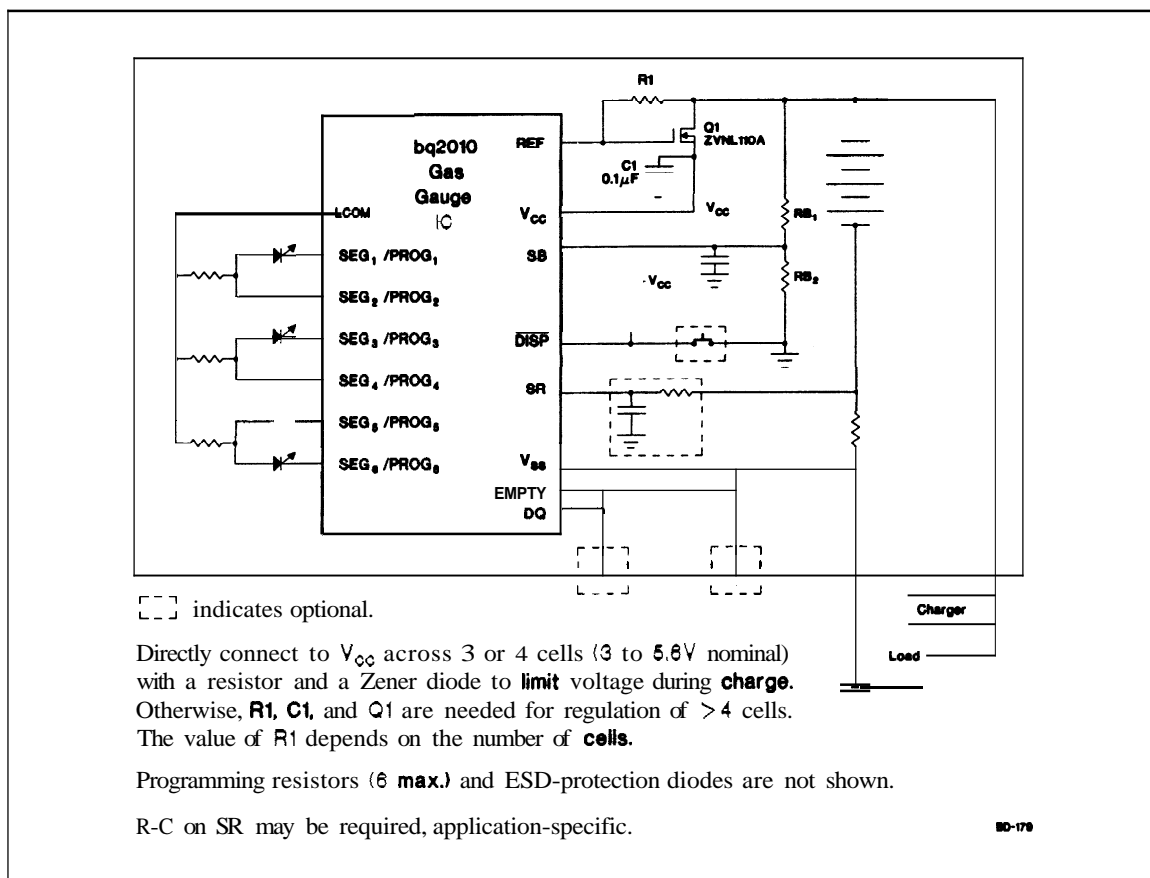 R1
bq2010
Gas
Gauge
IC
REF
Q1
ZVNL110A
C1
0.1µF
LCOM
VCC
VCC
RB1
SEG1 /PROG1
SB
SEG2 /PROG2
-VCC
RB2
SEG3 /PROG3
DISP
SEG4 /PROG4
SR
SEG5 /PROG5
SEG6 /PROG6
VSS
EMPTY
DQ
indicates optional.
Charger
Load
Directly connect to VCC across 3 or 4 cells (3 to 5.6V nominal)
with a resistor and a Zener diode to limit voltage during charge.
Otherwise, R1, C1, and Q1 are needed for regulation of >4 cells.
The value of R1 depends on the number of cells.
Programming resistors (6 max.) and ESD-protection diodes are not shown.
R-C on SR may be required, application-specific.
BD-179